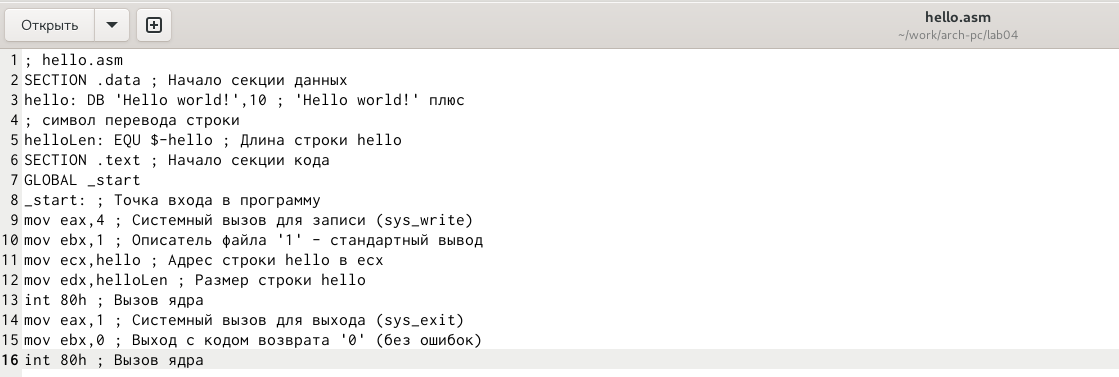 Открыть
hello.asm
~/work/arch-pc/lab04
1 ; hello.asm
2 SECTION .data ; Начало секции данных
3 hello: DB 'Hello world!',10 ; 'Hello world!' плюс
4 ; символ перевода строки
5 helloLen: EQU $-hello ; Длина строки hello
6 SECTION .text ; Начало секции кода
7 GLOBAL _start
8 _start: ; Точка входа в программу
9 mov eax,4 ; Системный вызов для записи (sys_write)
10 mov ebx,1 ; Описатель файла '1' - стандартный вывод
11 mov ecx,hello ; Адрес строки hello в ecx
12 mov edx,helloLen ; Размер строки hello
13 int 80h ; Вызов ядра
14 mov eax,1 ; Системный вызов для выхода (sys_exit)
15 mov ebx,0 ; Выход с кодом возврата '0' (без ошибок)
16 int 80h ; Вызов ядра